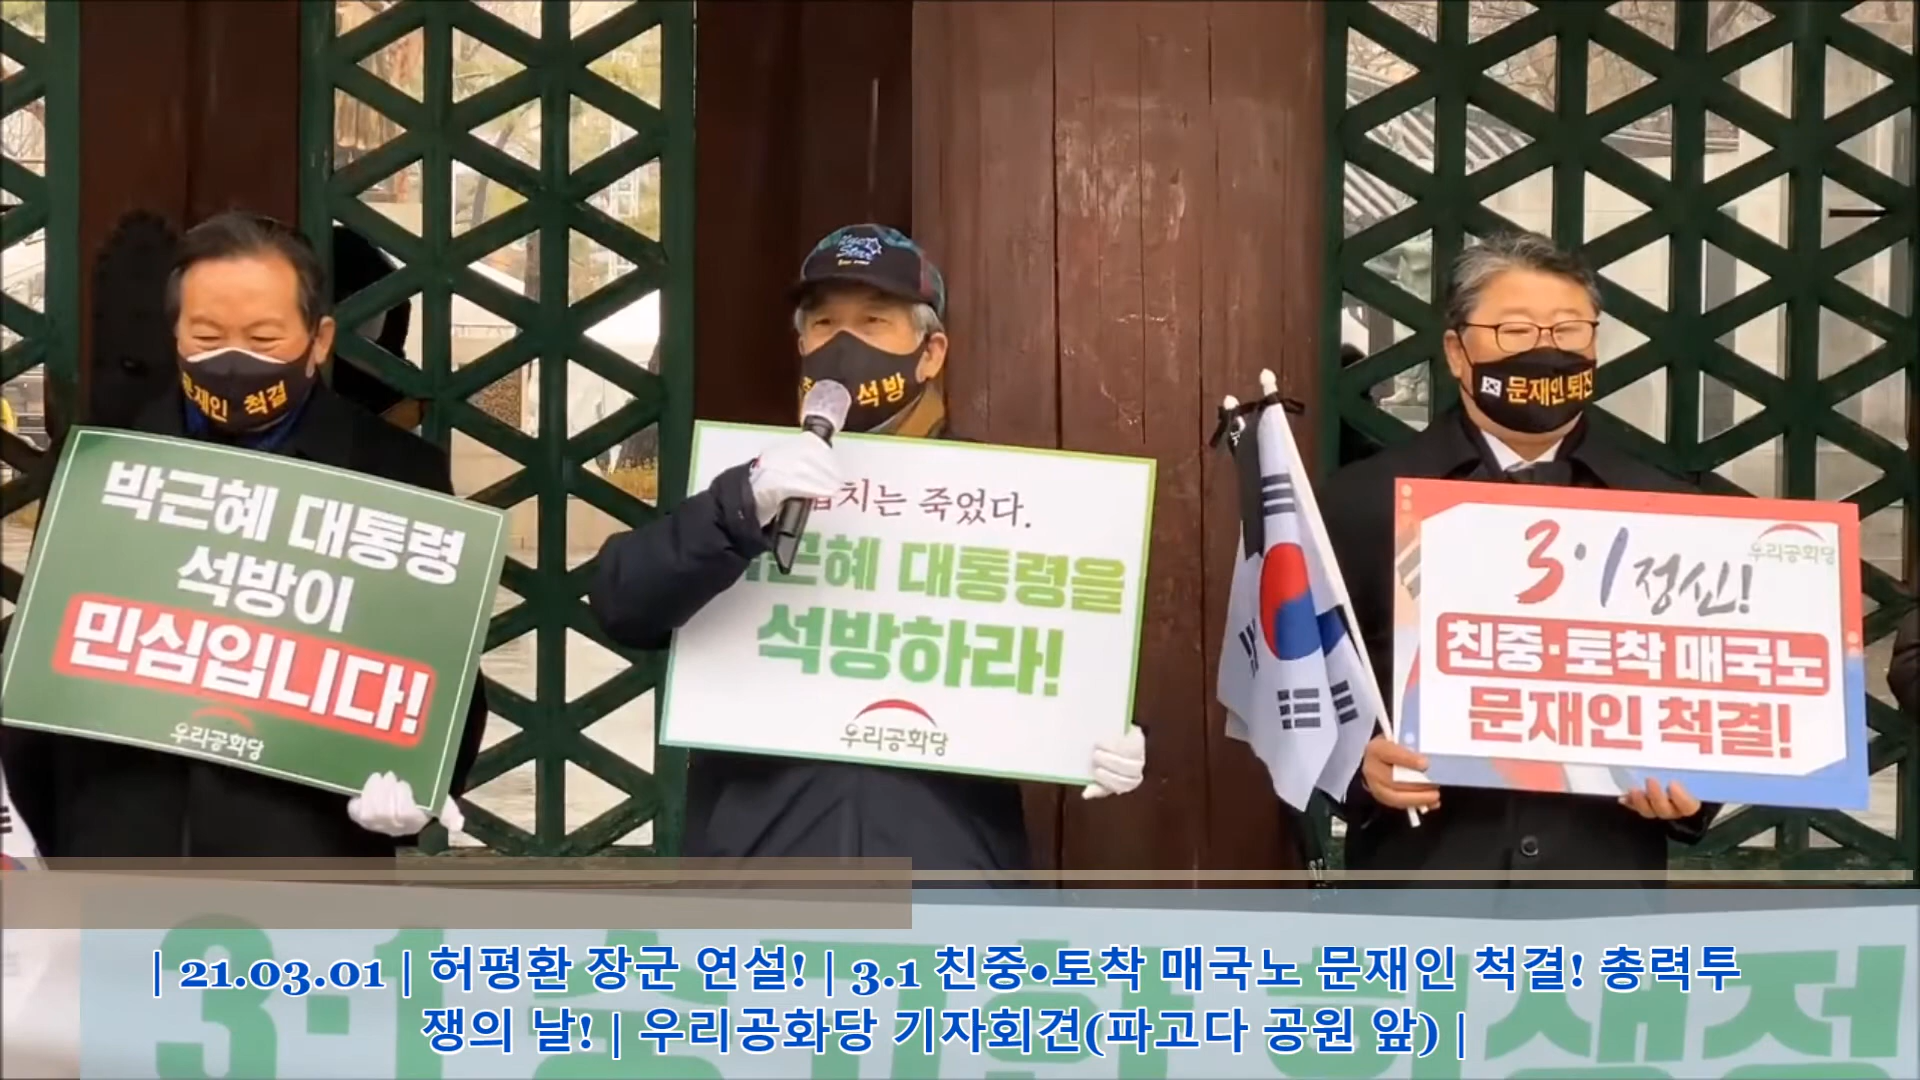 Star
문재인 척결
석방
문재인퇴진
박근혜 대통령
석방이
민심입니다!
우리공화당
법치는 죽었다.
박근혜 대통령을
석방하라!
우리공화당
3·1 정신!
우리공화당
친중·토착 매국노
문재인 척결!
3·1
| 21.03.01 | 허평환 장군 연설! | 3.1 친중•토착 매국노 문재인 척결! 총력투
쟁의 날! | 우리공화당 기자회견(파고다 공원 앞) |